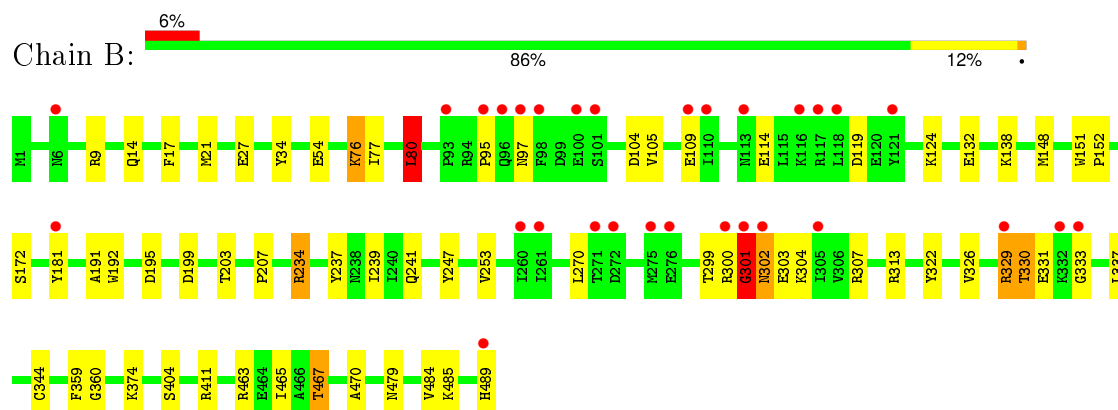 6%
Chain B:
86% 12% •
M1 N6 R9 Q14 F17 M21 E27 Y34 E54 K76 I77 L80 P93 R94 P95 Q96 N97 F98 D99 E100 S101 D104 V105 E109 I110 N113 E114 L115 K116 R117 L118 D119 E120 Y121 K124 E132 K138 M148 W151 P152
S172 Y181 A191 W192 D195 D199 T203 P207 R234 Y237 N238 I239 I240 Q241 Y247 V253 I260 I261 L270 T271 D272 M275 E276 T299 R300 G301 N302 E303 K304 I305 V306 R307 R313 Y322 V326 R329 T330 E331 K332 G333 L337
C344 F359 G360 K374 S404 R411 R463 E464 I465 A466 T467 A470 N479 V484 K485 H489